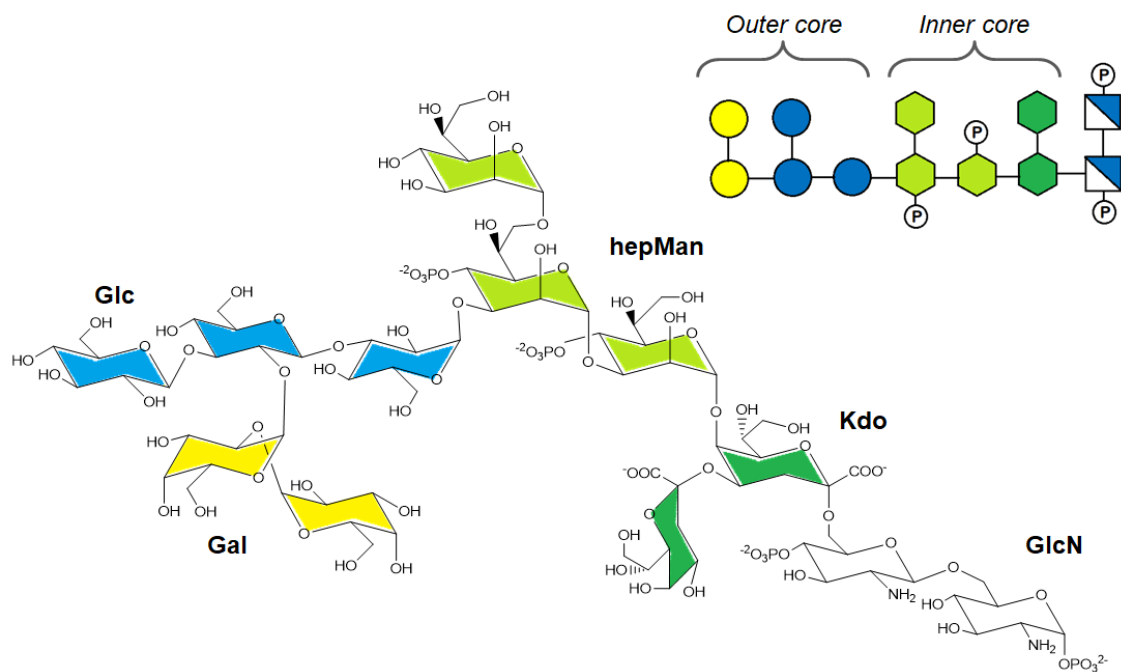 Outer core Inner core
P
OH
HO
OH
P
O
HO
HO
HO
P P
HO O
hepMan
OH
O
⁻²O₃PO
Glc
OH
HO O HO OH
OH O HO OH
O ⁻²O₃PO O
O O
HO O
HO O HO O
OH OH HO O
Kdo
OH
O OH
HO O
⁻OOC O COO⁻
O HO OH
OH OH O O OH
HO O
Gal GlcN
O
⁻²O₃PO
OH OH HO O
HO HO
OH NH₂ O
HO
HO NH₂
OPO₃²⁻